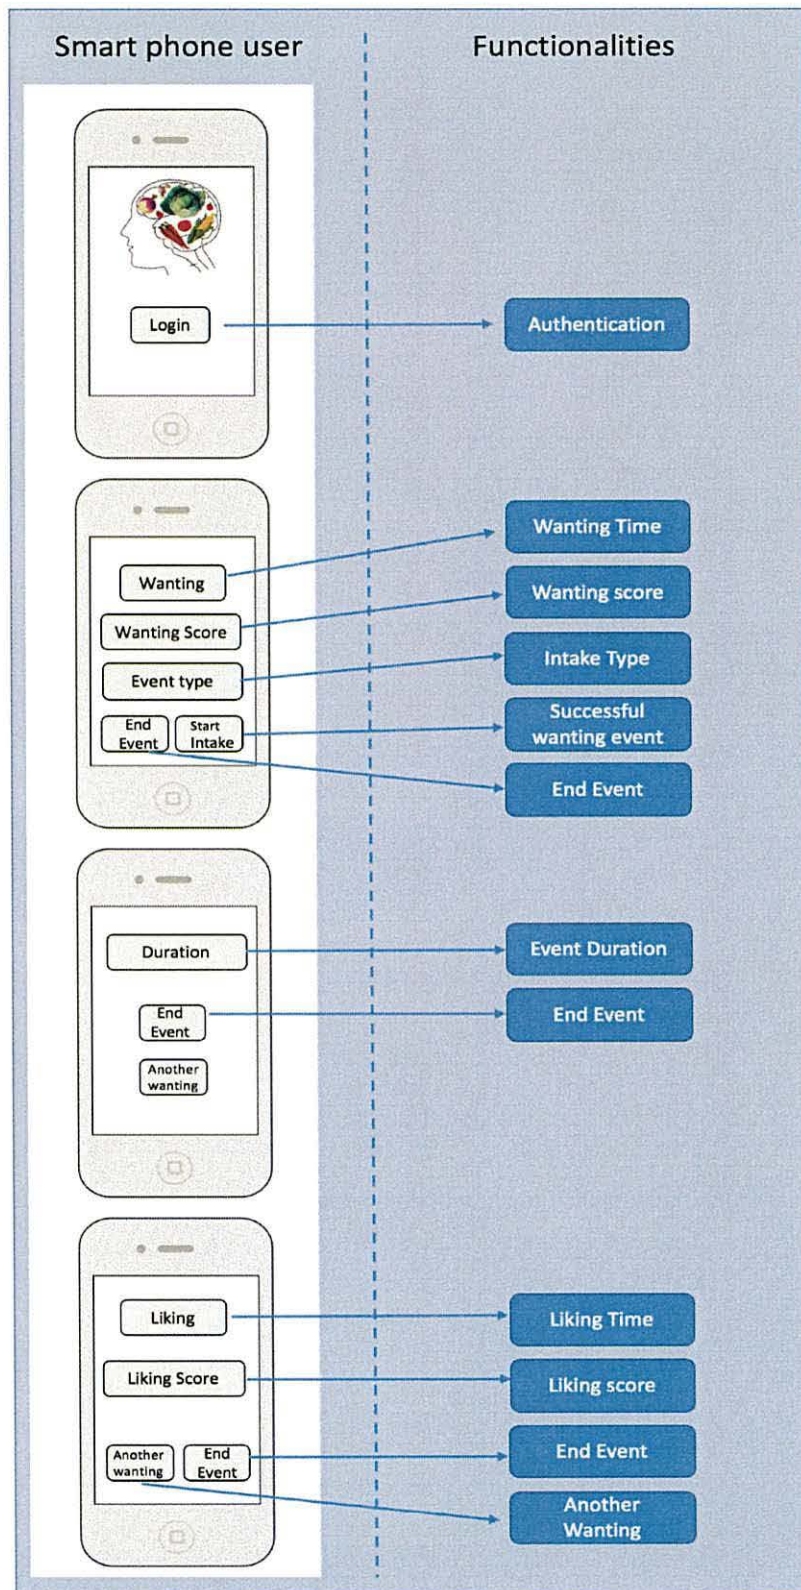 Smart phone user
Functionalities
Login
Authentication
Wanting
Wanting Score
Event type
End
Event
Start
Intake
Wanting Time
Wanting score
Intake Type
Successful
wanting event
End Event
Duration
End
Event
Another
wanting
Event Duration
End Event
Liking
Liking Score
Another
wanting
End
Event
Liking Time
Liking score
End Event
Another
Wanting